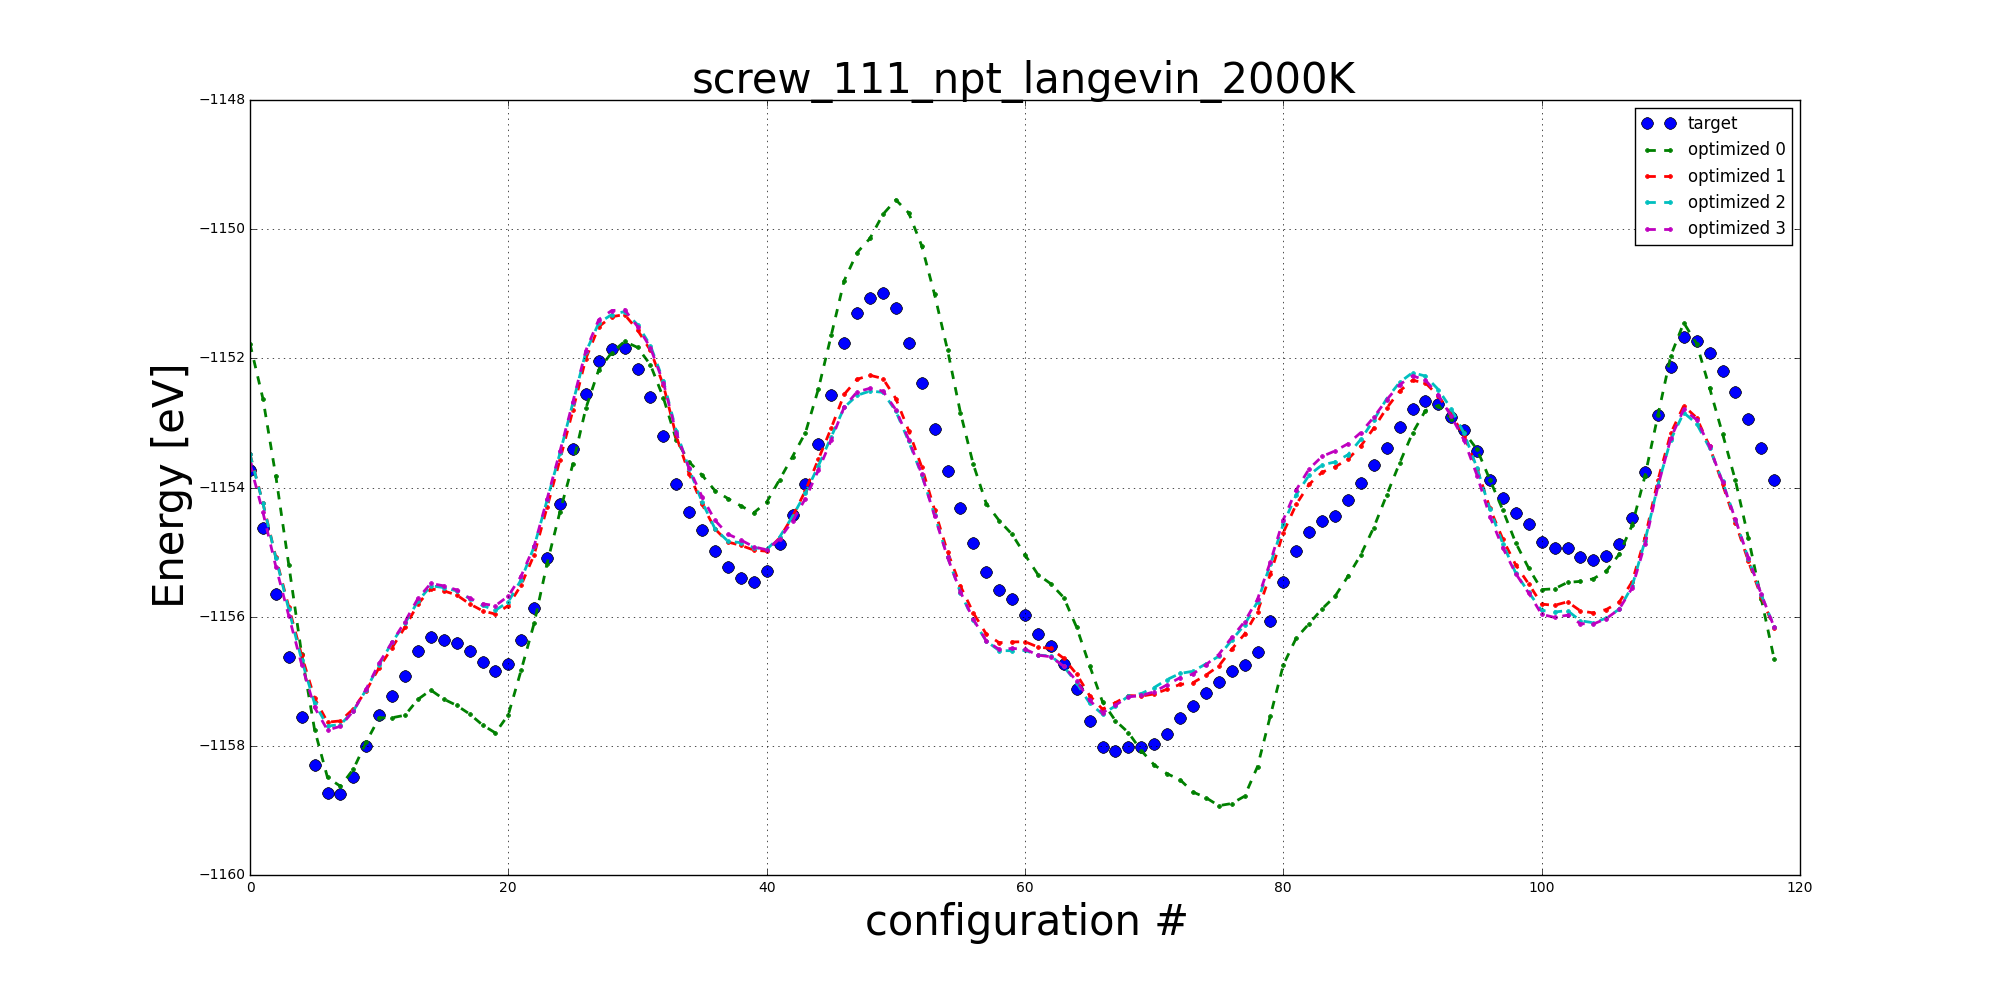 screw_111_npt_langevin_2000K
−1148
−1150
−1152
−1154
−1156
−1158
−1160
Energy [eV]
0
20
40
60
80
100
120
configuration #
target
optimized 0
optimized 1
optimized 2
optimized 3